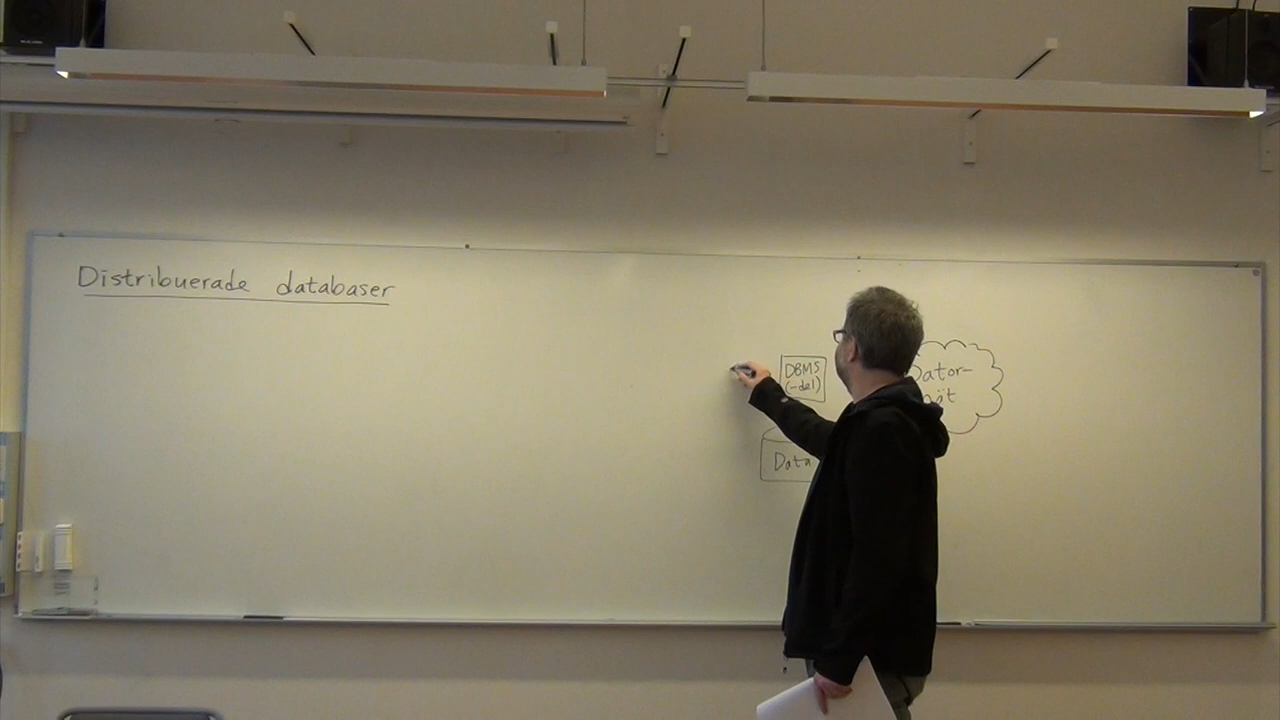 Distribuerade databaser
DBMS
(-del)
Dator-
nät
Data